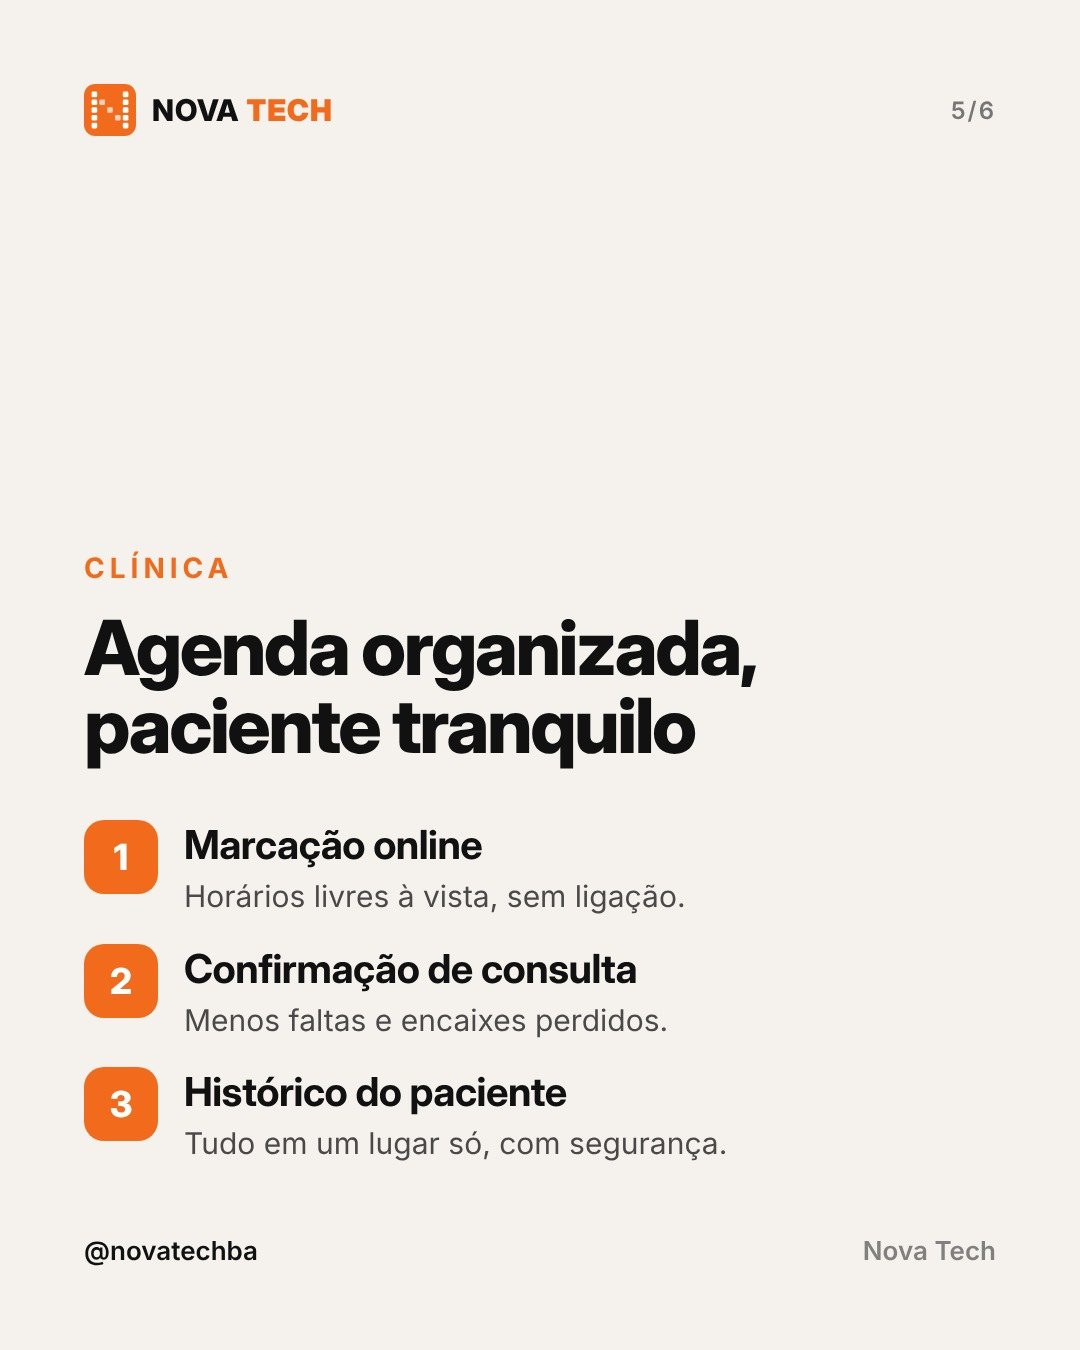 NOVA TECH
5/6
CLÍNICA
Agenda organizada,
paciente tranquilo
1
Marcação online
Horários livres à vista, sem ligação.
2
Confirmação de consulta
Menos faltas e encaixes perdidos.
3
Histórico do paciente
Tudo em um lugar só, com segurança.
@novatechba
Nova Tech